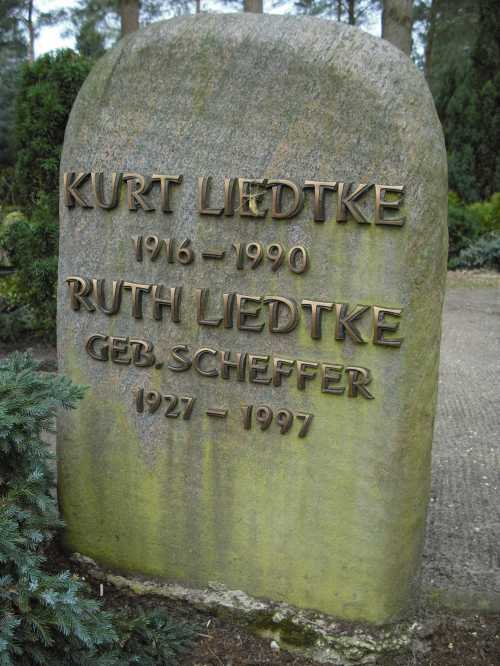 KURT LIEDTKE
1916 – 1990
RUTH LIEDTKE
GEB. SCHEFFER
1927 – 1997